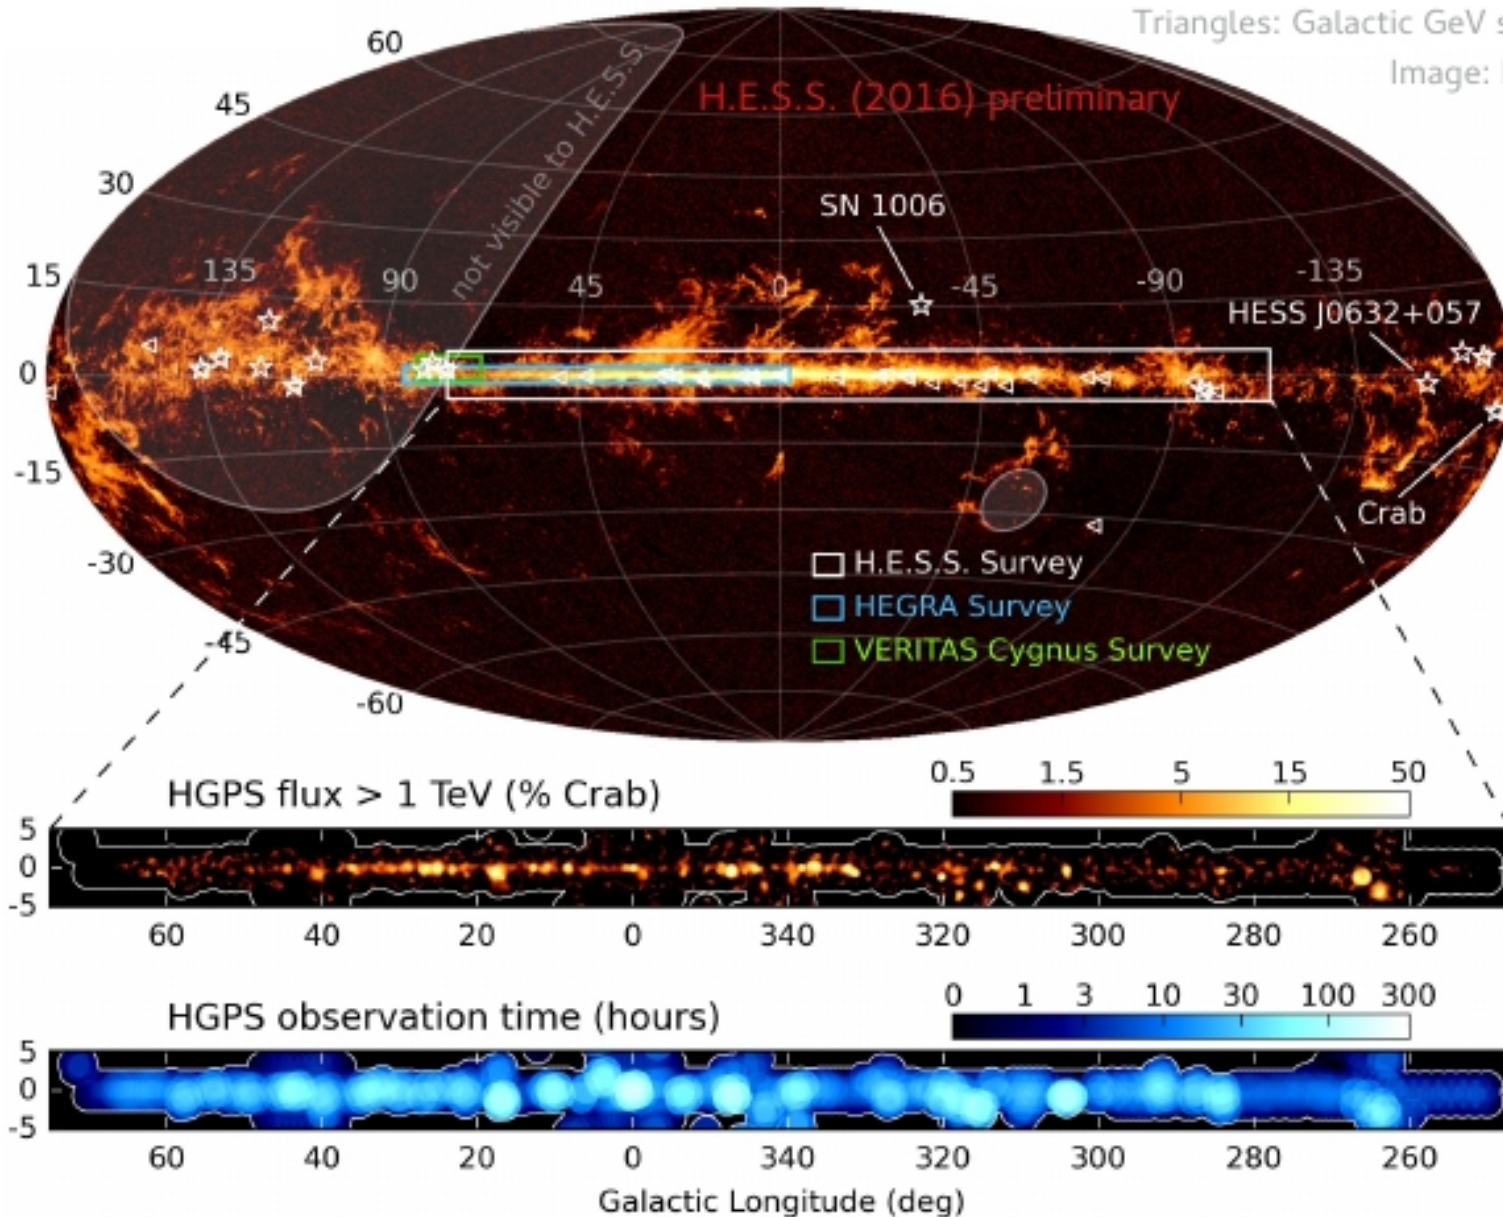 Triangles: Galactic GeV
Image:
H.E.S.S. (2016) preliminary
not visible to H.E.S.S.
60
45
30
15
0
-15
-30
-45
-60
135
90
45
0
-45
-90
-135
SN 1006
HESS J0632+057
Crab
H.E.S.S. Survey
HEGRA Survey
VERITAS Cygnus Survey
HGPS flux > 1 TeV (% Crab)
0.5 1.5 5 15 50
5
0
-5
60 40 20 0 340 320 300 280 260
HGPS observation time (hours)
0 1 3 10 30 100 300
5
0
-5
60 40 20 0 340 320 300 280 260
Galactic Longitude (deg)